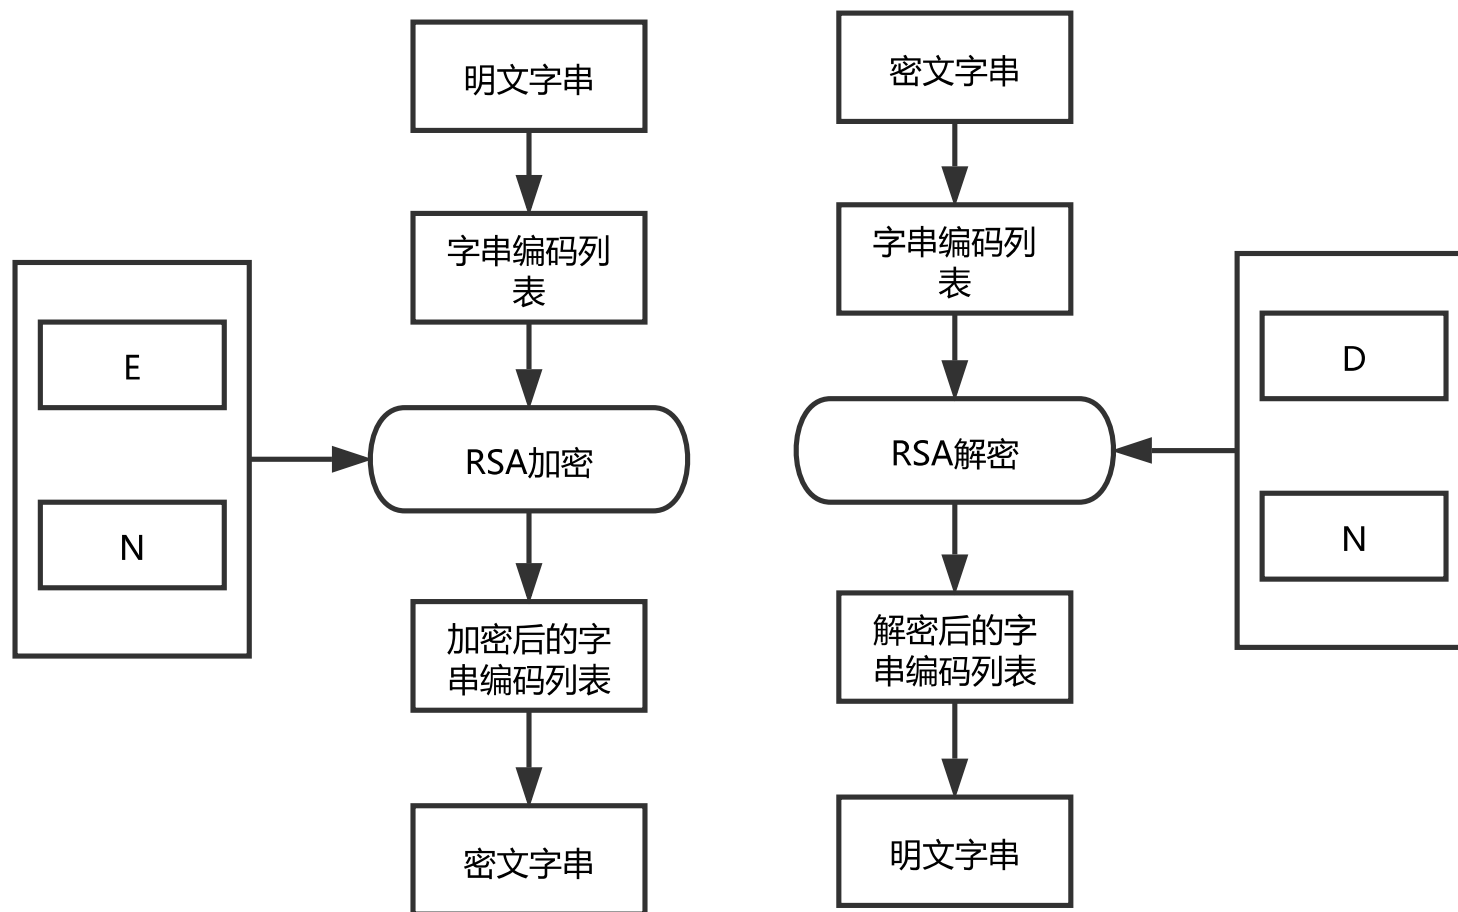 明文字串
字串编码列
表
E
N
RSA加密
加密后的字
串编码列表
密文字串
密文字串
字串编码列
表
D
N
RSA解密
解密后的字
串编码列表
明文字串